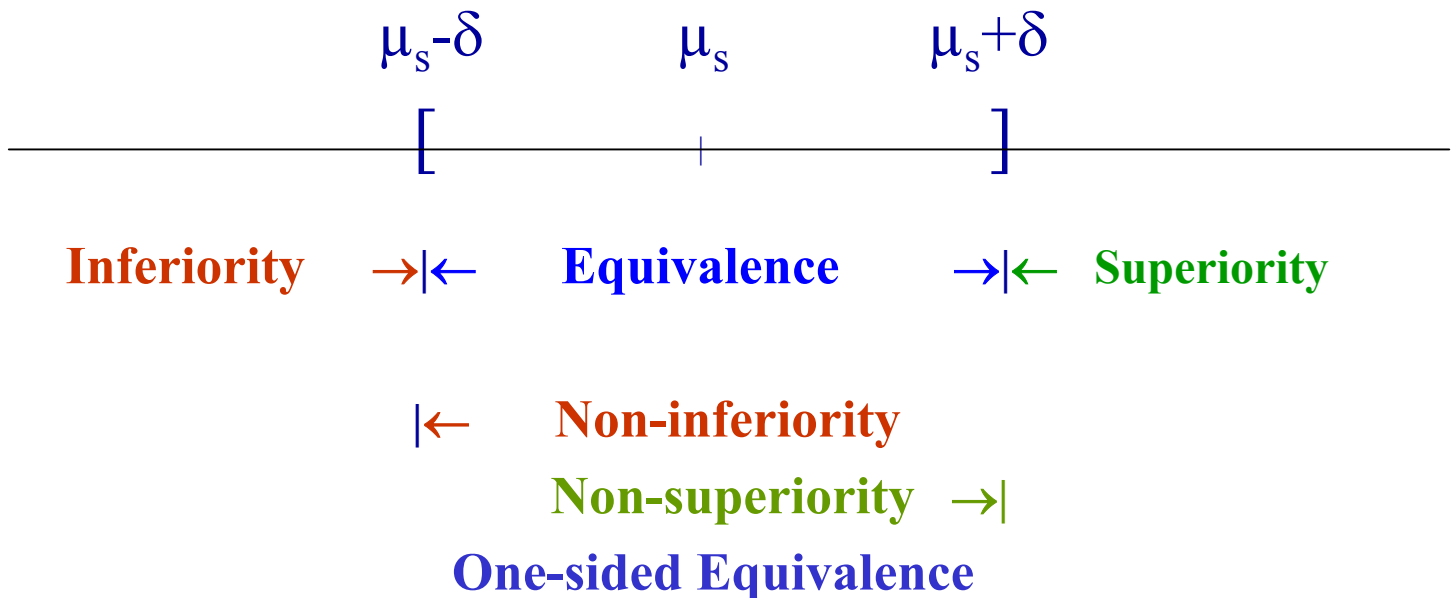 μs-δ μs μs+δ
[ ]
Inferiority →|← Equivalence →|← Superiority
|← Non-inferiority
Non-superiority →|
One-sided Equivalence